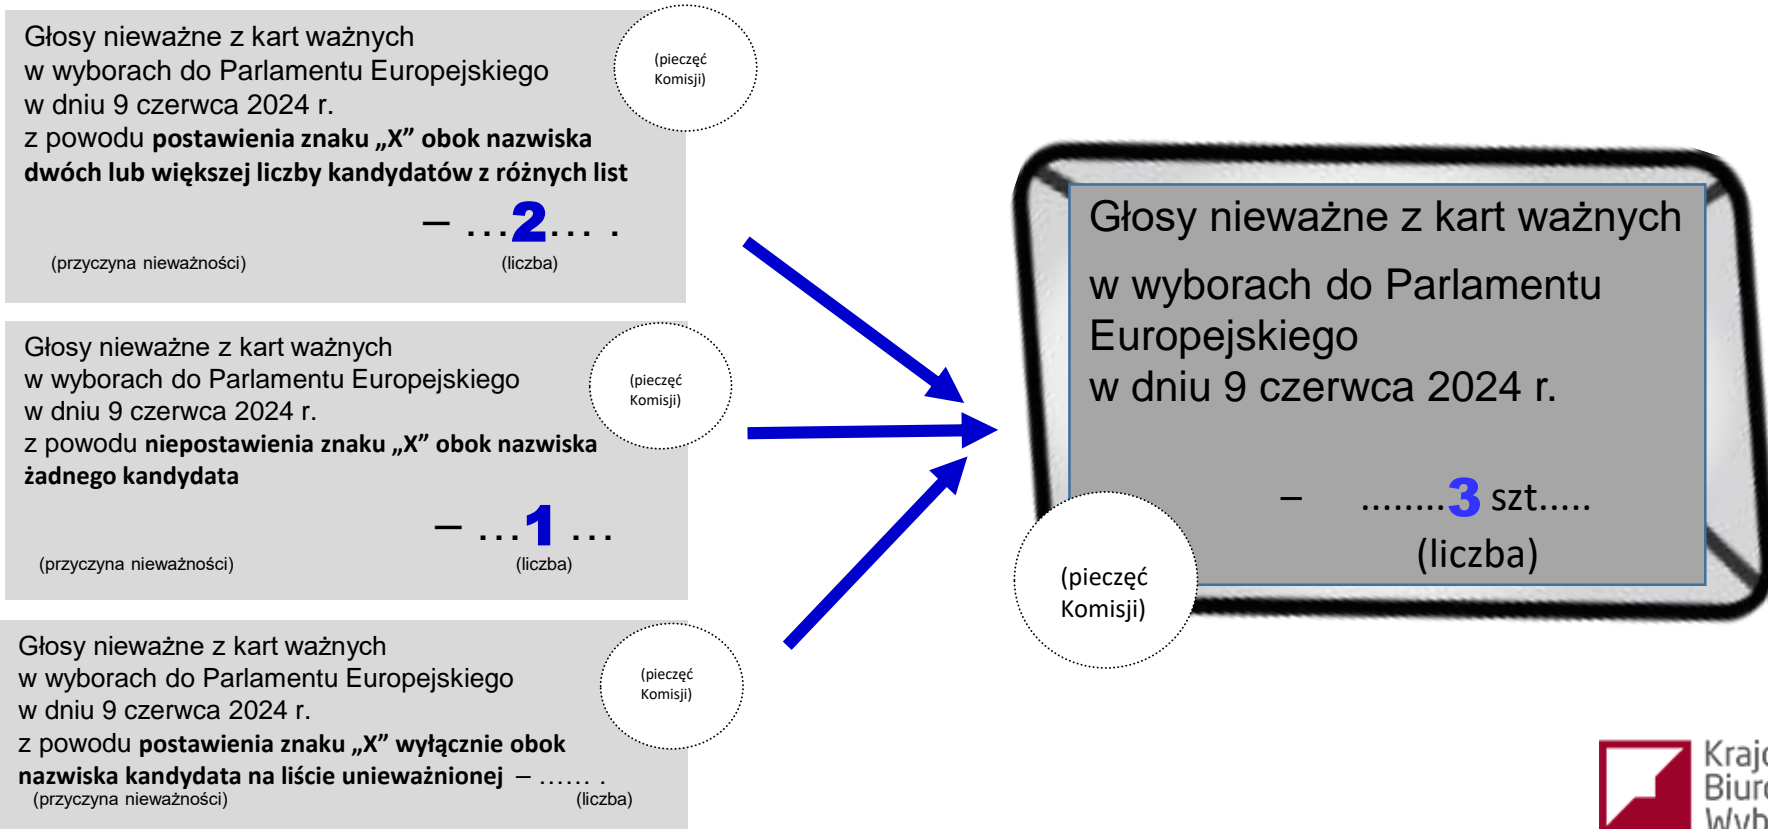 Głosy nieważne z kart ważnych
w wyborach do Parlamentu Europejskiego
w dniu 9 czerwca 2024 r.
z powodu postawienia znaku „X” obok nazwiska
dwóch lub większej liczby kandydatów z różnych list
– ...2... .
(przyczyna nieważności) (liczba)
(pieczęć
Komisji)
Głosy nieważne z kart ważnych
w wyborach do Parlamentu Europejskiego
w dniu 9 czerwca 2024 r.
z powodu niepostawienia znaku „X” obok nazwiska
żadnego kandydata
– ...1 ...
(przyczyna nieważności) (liczba)
(pieczęć
Komisji)
Głosy nieważne z kart ważnych
w wyborach do Parlamentu Europejskiego
w dniu 9 czerwca 2024 r.
z powodu postawienia znaku „X” wyłącznie obok
nazwiska kandydata na liście unieważnionej – ...... .
(przyczyna nieważności) (liczba)
(pieczęć
Komisji)
Głosy nieważne z kart ważnych
w wyborach do Parlamentu
Europejskiego
w dniu 9 czerwca 2024 r.
– ........3 szt.....
(liczba)
(pieczęć
Komisji)